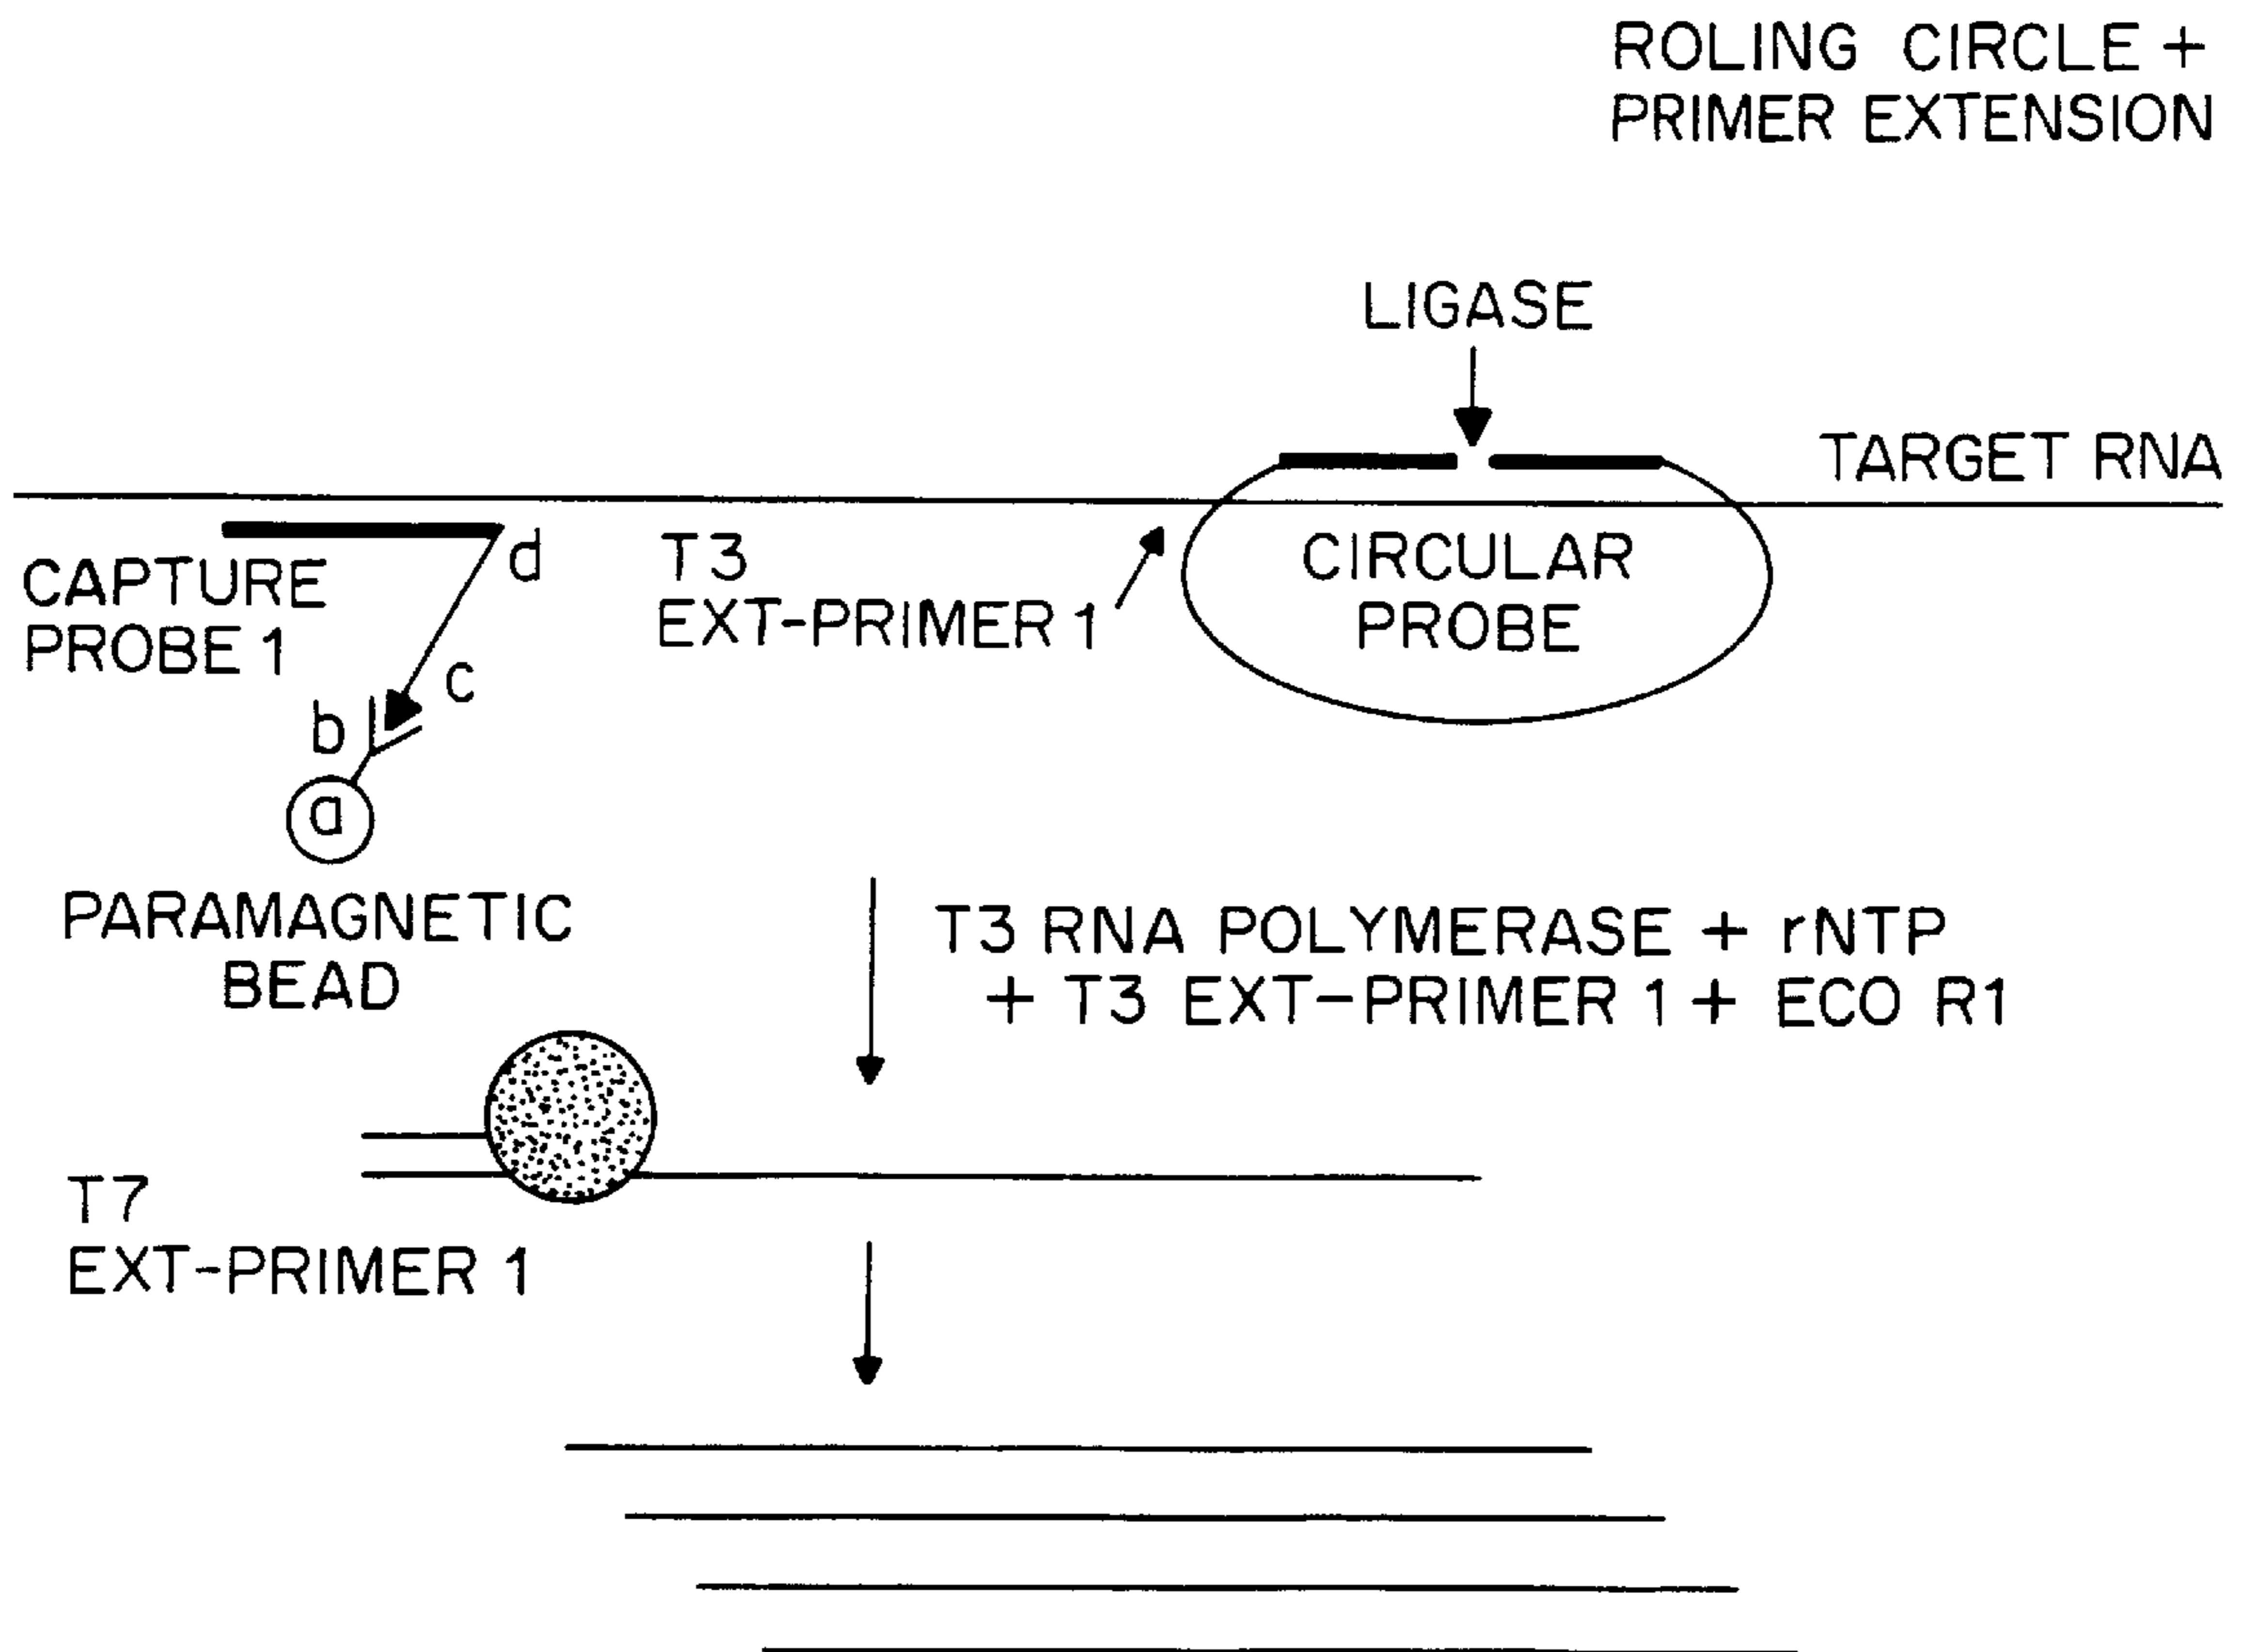 ROLING CIRCLE +
PRIMER EXTENSION
LIGASE
TARGET RNA
CAPTURE
PROBE 1
d
c
b
a
T3
EXT-PRIMER 1
CIRCULAR
PROBE
PARAMAGNETIC
BEAD
T3 RNA POLYMERASE + rNTP
+ T3 EXT-PRIMER 1 + ECO R1
T7
EXT-PRIMER 1